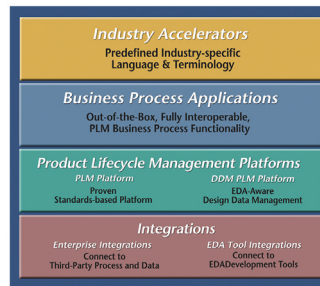 Industry Accelerators
Predefined Industry-specific
Language & Terminology
Business Process Applications
Out-of-the-Box, Fully Interoperable,
PLM Business Process Functionality
Product Lifecycle Management Platforms
PLM Platform
Proven
Standards-based Platform
DDM PLM Platform
EDA-Aware
Design Data Management
Integrations
Enterprise Integrations
Connect to
Third-Party Process and Data
EDA Tool Integrations
Connect to
EDADevelopment Tools